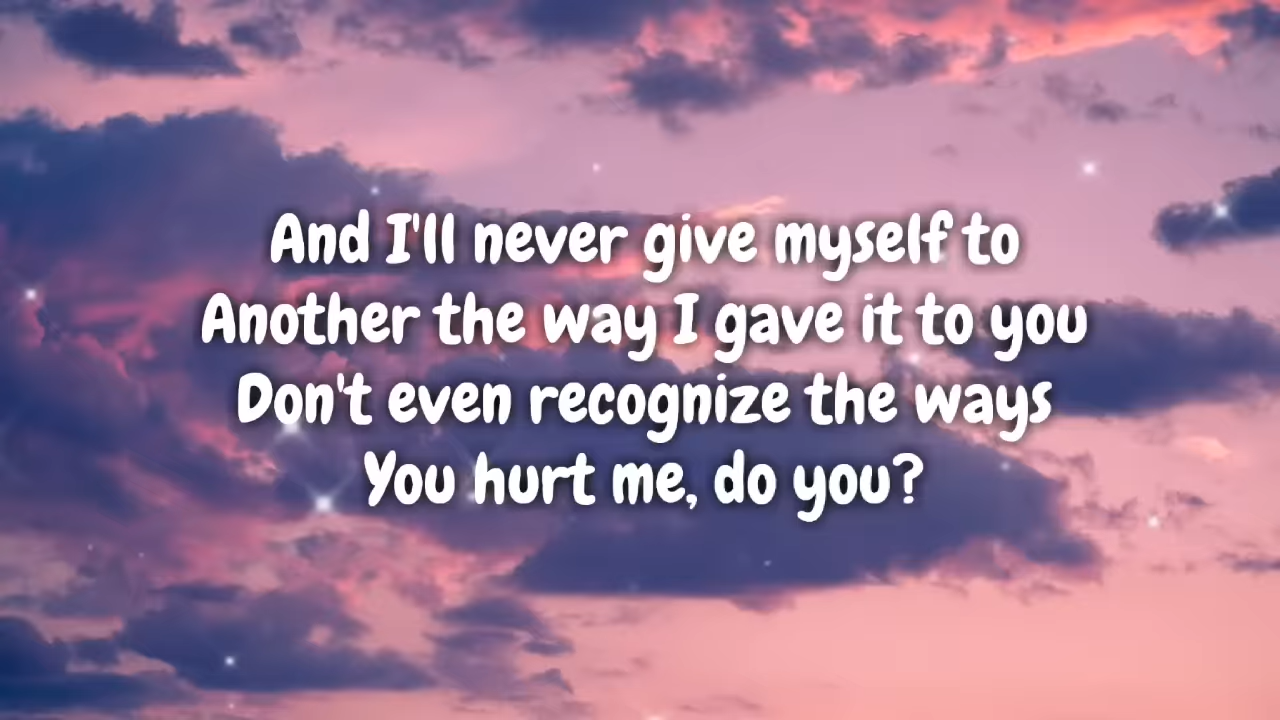 And I'll never give myself to
Another the way I gave it to you
Don't even recognize the ways
You hurt me, do you?